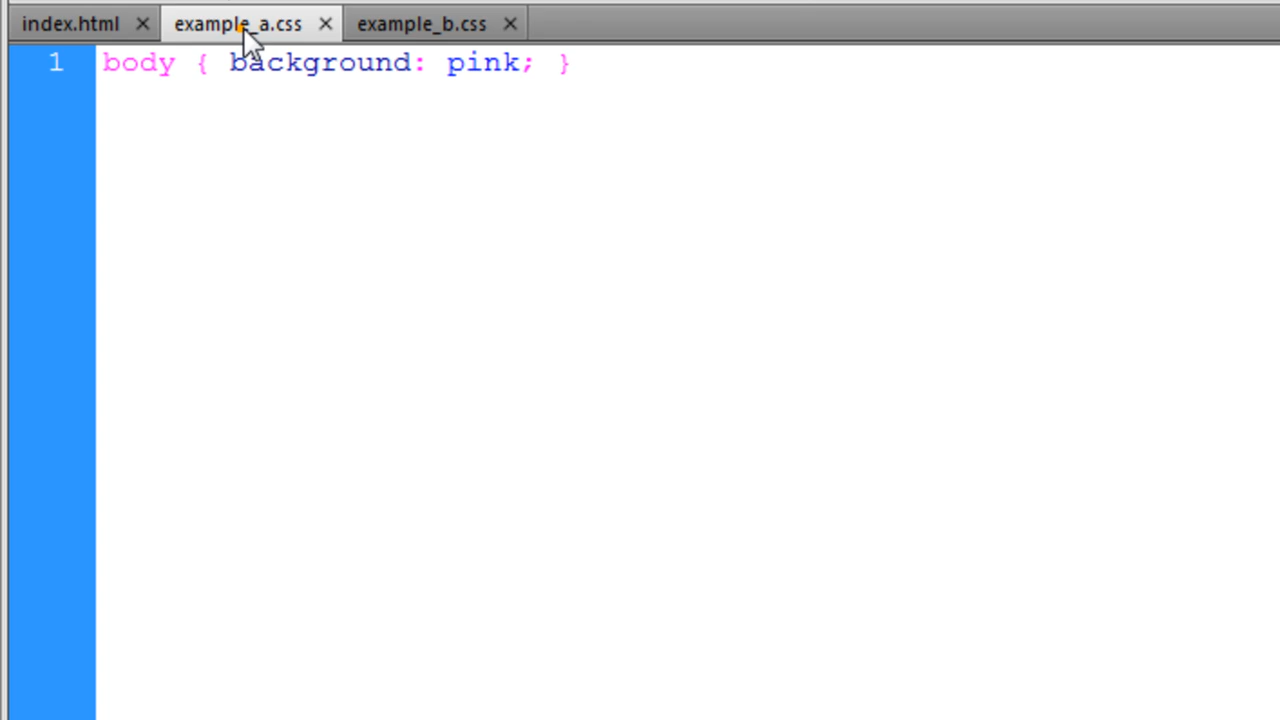 index.html
example_a.css
example_b.css
1 body { background: pink; }